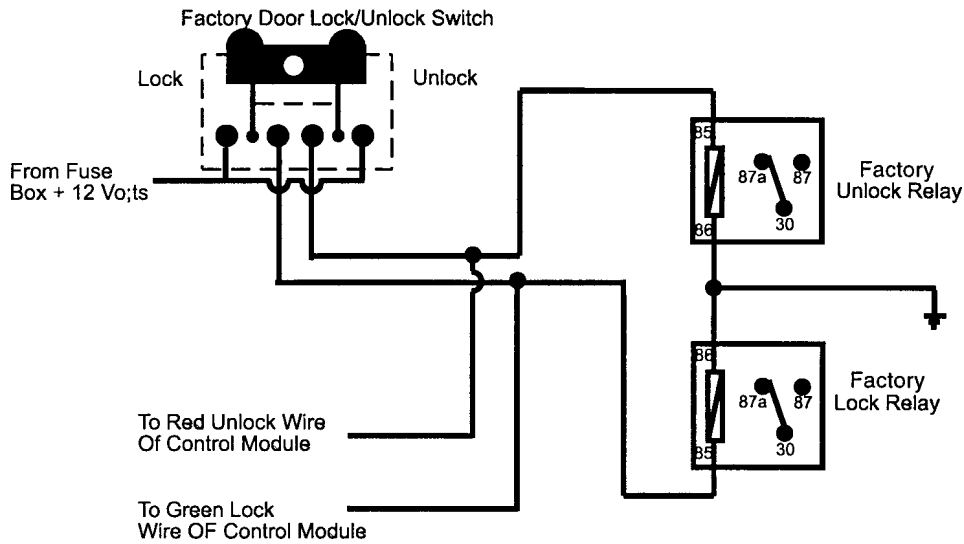 Factory Door Lock/Unlock Switch
Lock
Unlock
From Fuse
Box + 12 Vo;ts
85
87a
87
30
86
Factory
Unlock Relay
86
87a
87
30
85
Factory
Lock Relay
To Red Unlock Wire
Of Control Module
To Green Lock
Wire OF Control Module